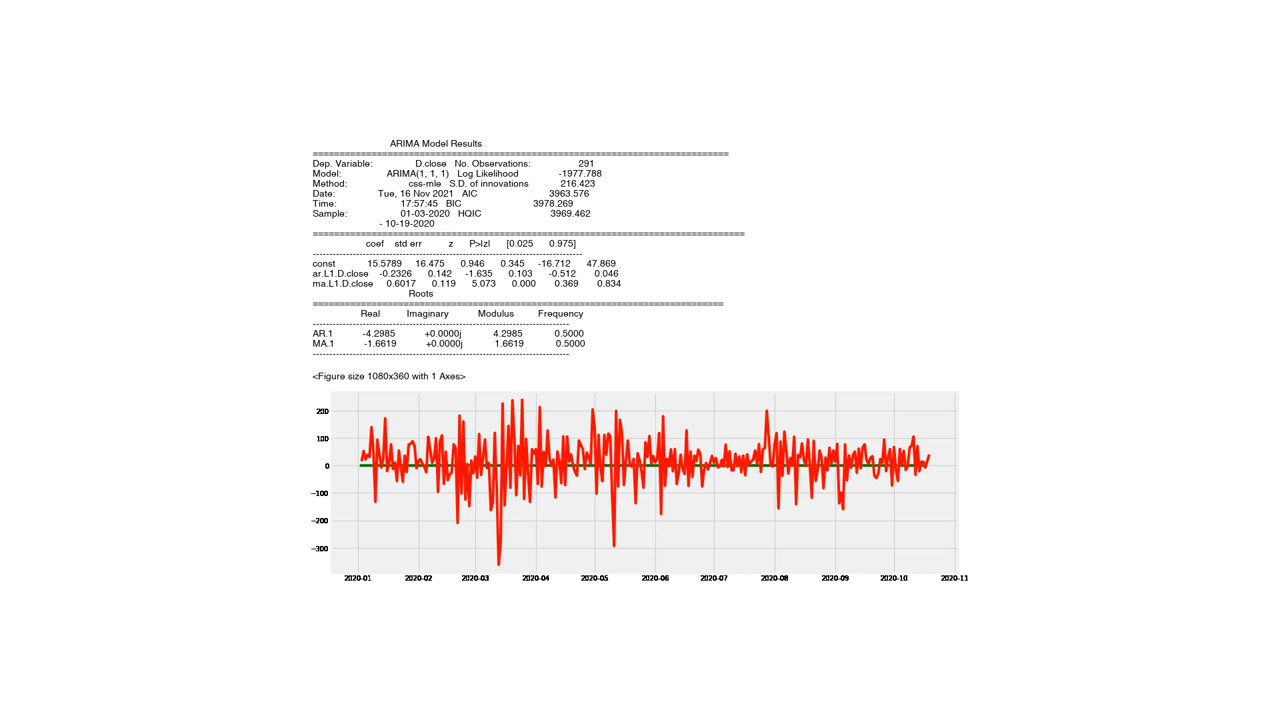 ARIMA Model Results
==============================================================================
Dep. Variable: D.close No. Observations: 291
Model: ARIMA(1, 1, 1) Log Likelihood -1977.788
Method: css-mle S.D. of innovations 216.423
Date: Tue, 16 Nov 2021 AIC 3963.576
Time: 17:57:45 BIC 3978.269
Sample: 01-03-2020 HQIC 3969.462
- 10-19-2020
=================================================================================
coef std err z P>|z| [0.025 0.975]
---------------------------------------------------------------------------------
const 15.5789 16.475 0.946 0.345 -16.712 47.869
ar.L1.D.close -0.2326 0.142 -1.635 0.103 -0.512 0.046
ma.L1.D.close 0.6017 0.119 5.073 0.000 0.369 0.834
Roots
=============================================================================
Real Imaginary Modulus Frequency
-----------------------------------------------------------------------------
AR.1 -4.2985 +0.0000j 4.2985 0.5000
MA.1 -1.6619 +0.0000j 1.6619 0.5000
-----------------------------------------------------------------------------
<Figure size 1080x360 with 1 Axes>
200
100
0
−100
−200
−300
2020-01 2020-02 2020-03 2020-04 2020-05 2020-06 2020-07 2020-08 2020-09 2020-10 2020-11